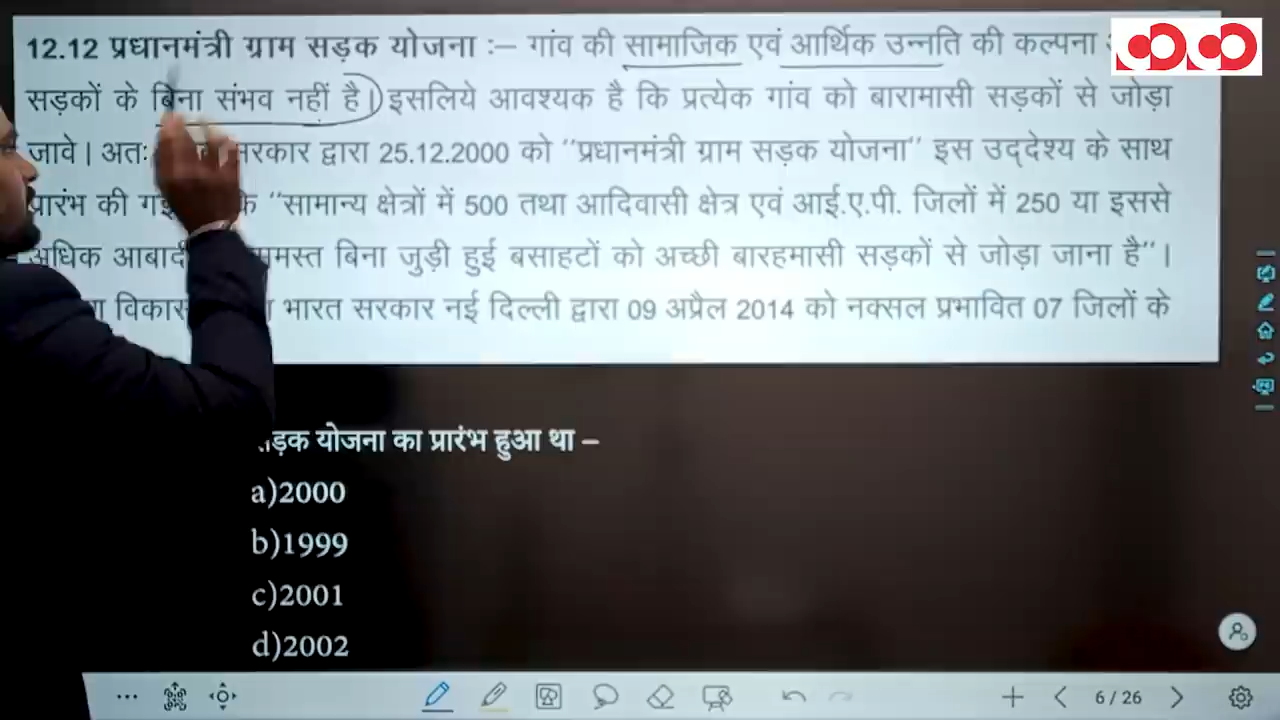 12.12 प्रधानमंत्री ग्राम सड़क योजना :– गांव की सामाजिक एवं आर्थिक उन्नति की कल्पना
सड़कों के बिना संभव नहीं है। इसलिये आवश्यक है कि प्रत्येक गांव को बारामासी सड़कों से जोड़ा
जावे। अतः सरकार द्वारा 25.12.2000 को "प्रधानमंत्री ग्राम सड़क योजना" इस उद्देश्य के साथ
प्रारंभ की "सामान्य क्षेत्रों में 500 तथा आदिवासी क्षेत्र एवं आई.ए.पी. जिलों में 250 या इससे
अधिक आबादी समस्त बिना जुड़ी हुई बसाहटों को अच्छी बारहमासी सड़कों से जोड़ा जाना है"।
विकास भारत सरकार नई दिल्ली द्वारा 09 अप्रैल 2014 को नक्सल प्रभावित 07 जिलों के
सड़क योजना का प्रारंभ हुआ था –
a)2000
b)1999
c)2001
d)2002
6 / 26